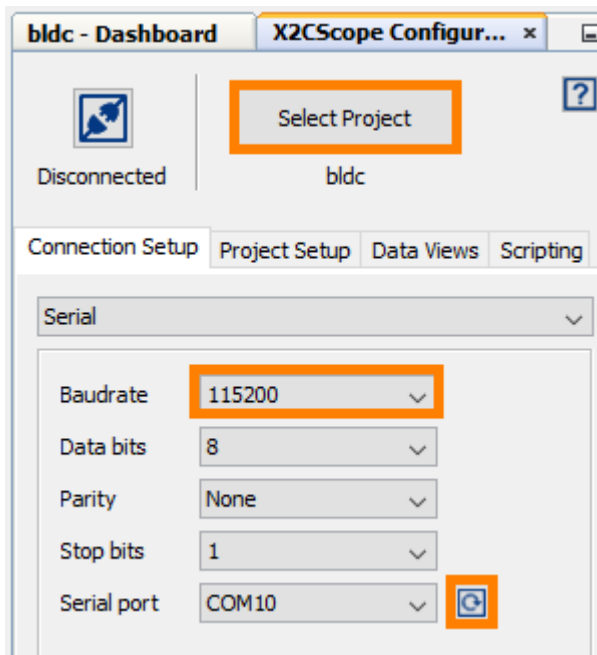 bldc - Dashboard
X2CScope Configur... ×
Select Project
?
Disconnected
bldc
Connection Setup
Project Setup
Data Views
Scripting
Serial
Baudrate 115200
Data bits 8
Parity None
Stop bits 1
Serial port COM10